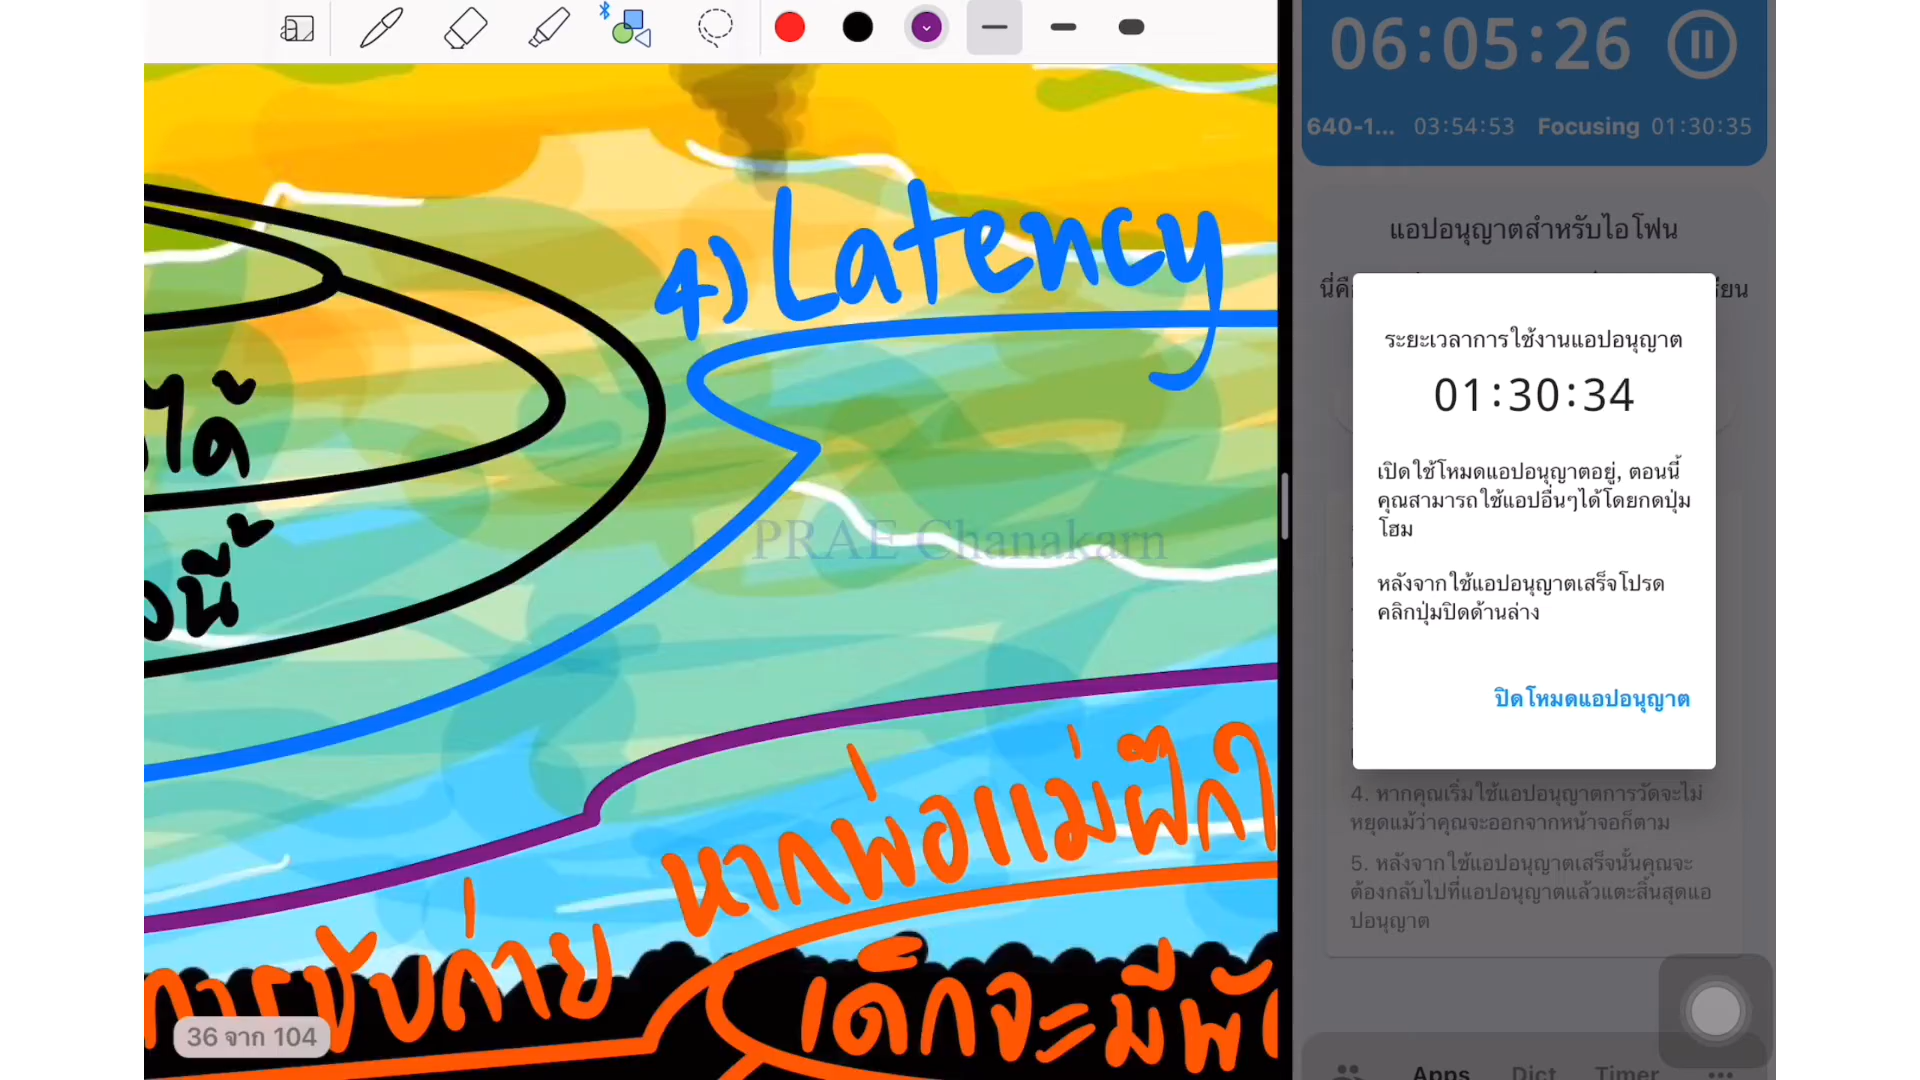 4) Latency
ได้
นี้
PRAE Chanakarn
หากพ่อแม่ฝึกใ
การขับถ่าย
เด็กจะมีพั
36 จาก 104
06:05:26
640-1... 03:54:53 Focusing 01:30:35
แอปอนุญาตสำหรับไอโฟน
นี่คื
รียน
ระยะเวลาการใช้งานแอปอนุญาต
01:30:34
เปิดใช้โหมดแอปอนุญาตอยู่, ตอนนี้
คุณสามารถใช้แอปอื่นๆได้โดยกดปุ่ม
โฮม
หลังจากใช้แอปอนุญาตเสร็จโปรด
คลิกปุ่มปิดด้านล่าง
ปิดโหมดแอปอนุญาต
4. หากคุณเริ่มใช้แอปอนุญาตการวัดจะไม่
หยุดแม้ว่าคุณจะออกจากหน้าจอก็ตาม
5. หลังจากใช้แอปอนุญาตเสร็จนั้นคุณจะ
ต้องกลับไปที่แอปอนุญาตแล้วแตะสิ้นสุดแอ
ปอนุญาต
Apps Dict Timer